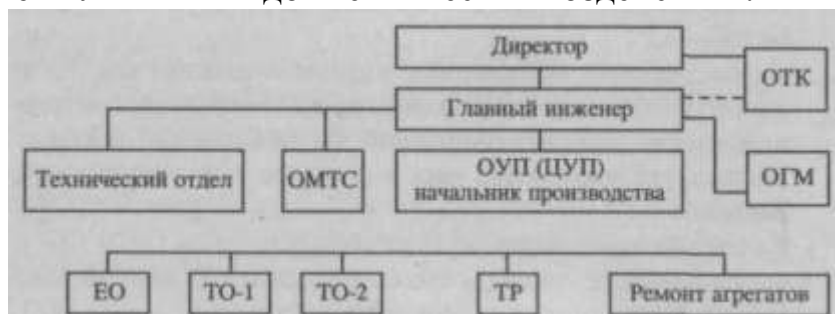 Директор
ОТК
Главный инженер
Технический отдел
ОМТС
ОУП (ЦУП)
начальник производства
ОГМ
ЕО
ТО-1
ТО-2
ТР
Ремонт агрегатов